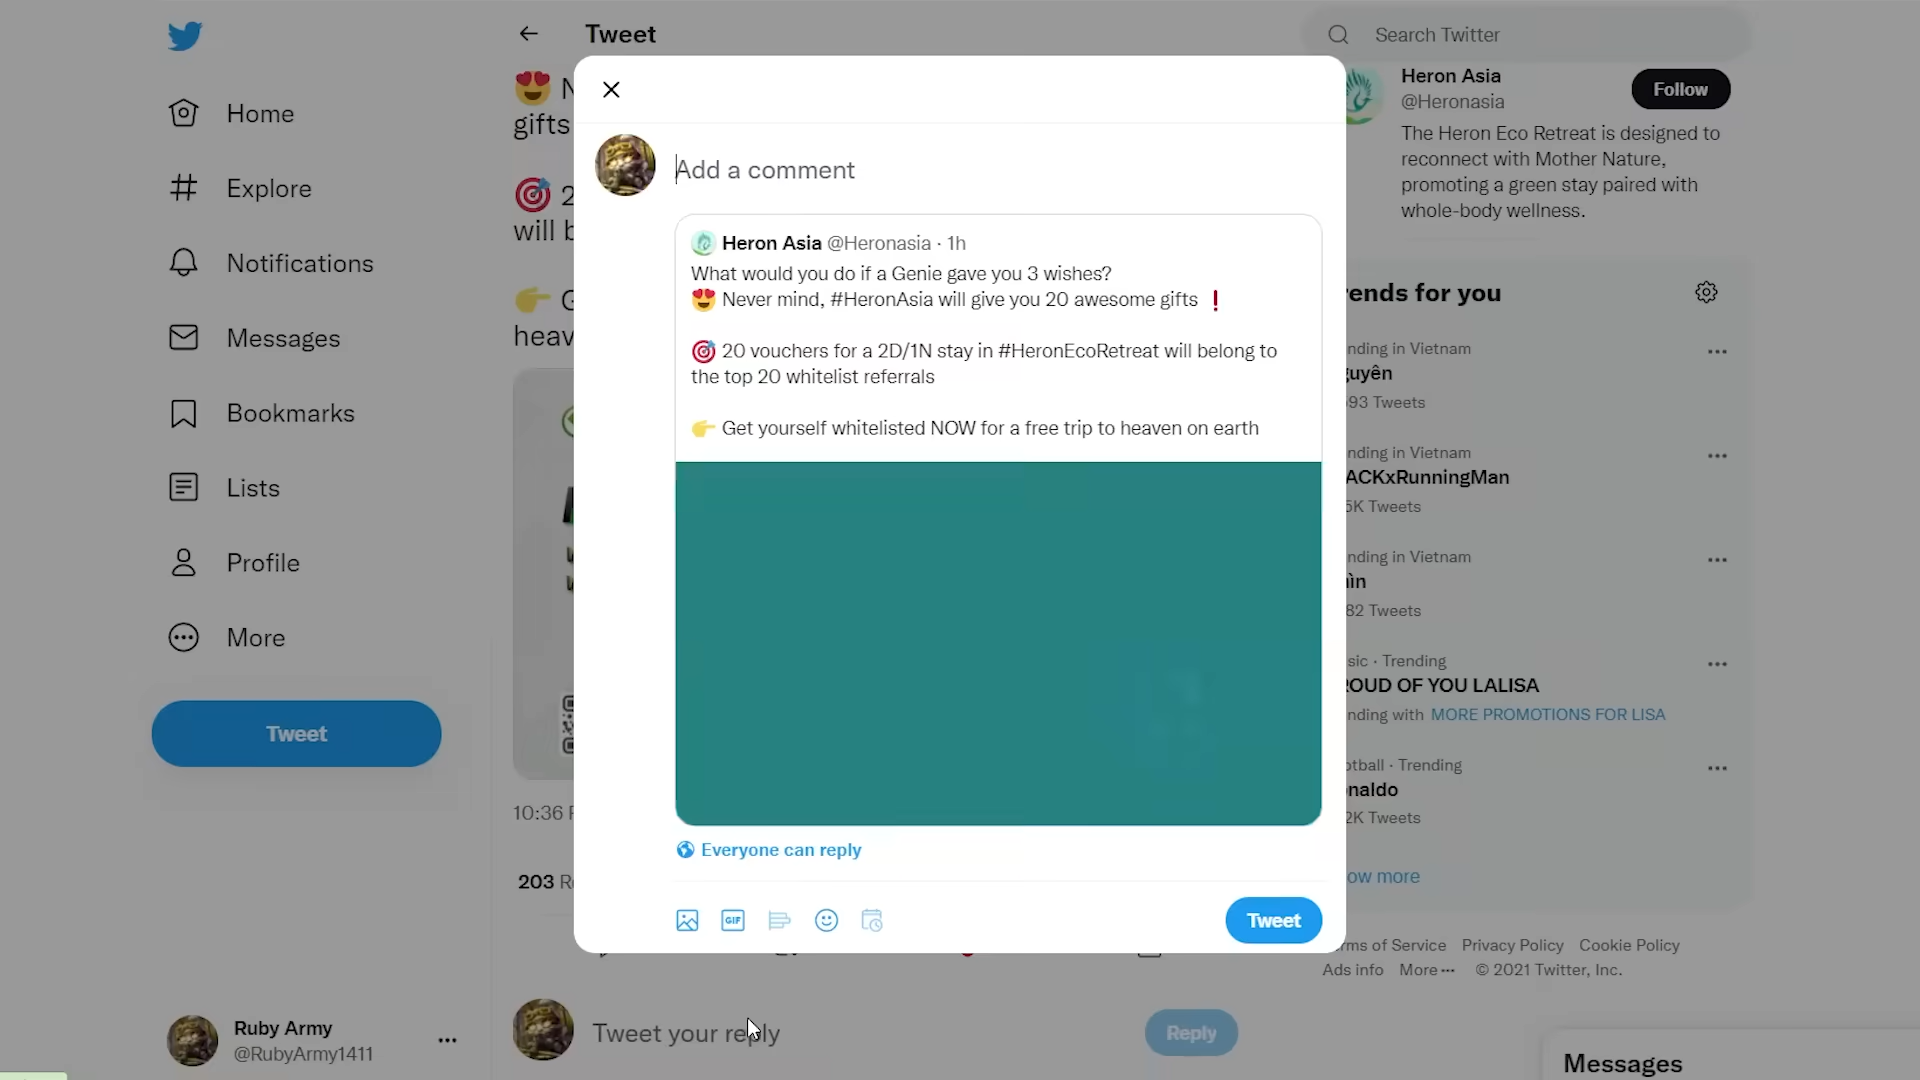 Tweet
Search Twitter
Home
Explore
Notifications
Messages
Bookmarks
Lists
Profile
More
Tweet
Ruby Army
@RubyArmy1411
gifts
will b
heav
10:36
203
Add a comment
Heron Asia @Heronasia · 1h
What would you do if a Genie gave you 3 wishes?
😍 Never mind, #HeronAsia will give you 20 awesome gifts ❗
🎯 20 vouchers for a 2D/1N stay in #HeronEcoRetreat will belong to
the top 20 whitelist referrals
👉 Get yourself whitelisted NOW for a free trip to heaven on earth
Everyone can reply
GIF
Tweet
Tweet your reply
Reply
Heron Asia
@Heronasia
Follow
The Heron Eco Retreat is designed to
reconnect with Mother Nature,
promoting a green stay paired with
whole-body wellness.
rends for you
nding in Vietnam
guyên
93 Tweets
nding in Vietnam
ACKxRunningMan
5K Tweets
nding in Vietnam
ìn
82 Tweets
sic · Trending
ROUD OF YOU LALISA
nding with MORE PROMOTIONS FOR LISA
otball · Trending
onaldo
2K Tweets
ow more
rms of Service Privacy Policy Cookie Policy
Ads info More ··· © 2021 Twitter, Inc.
Messages